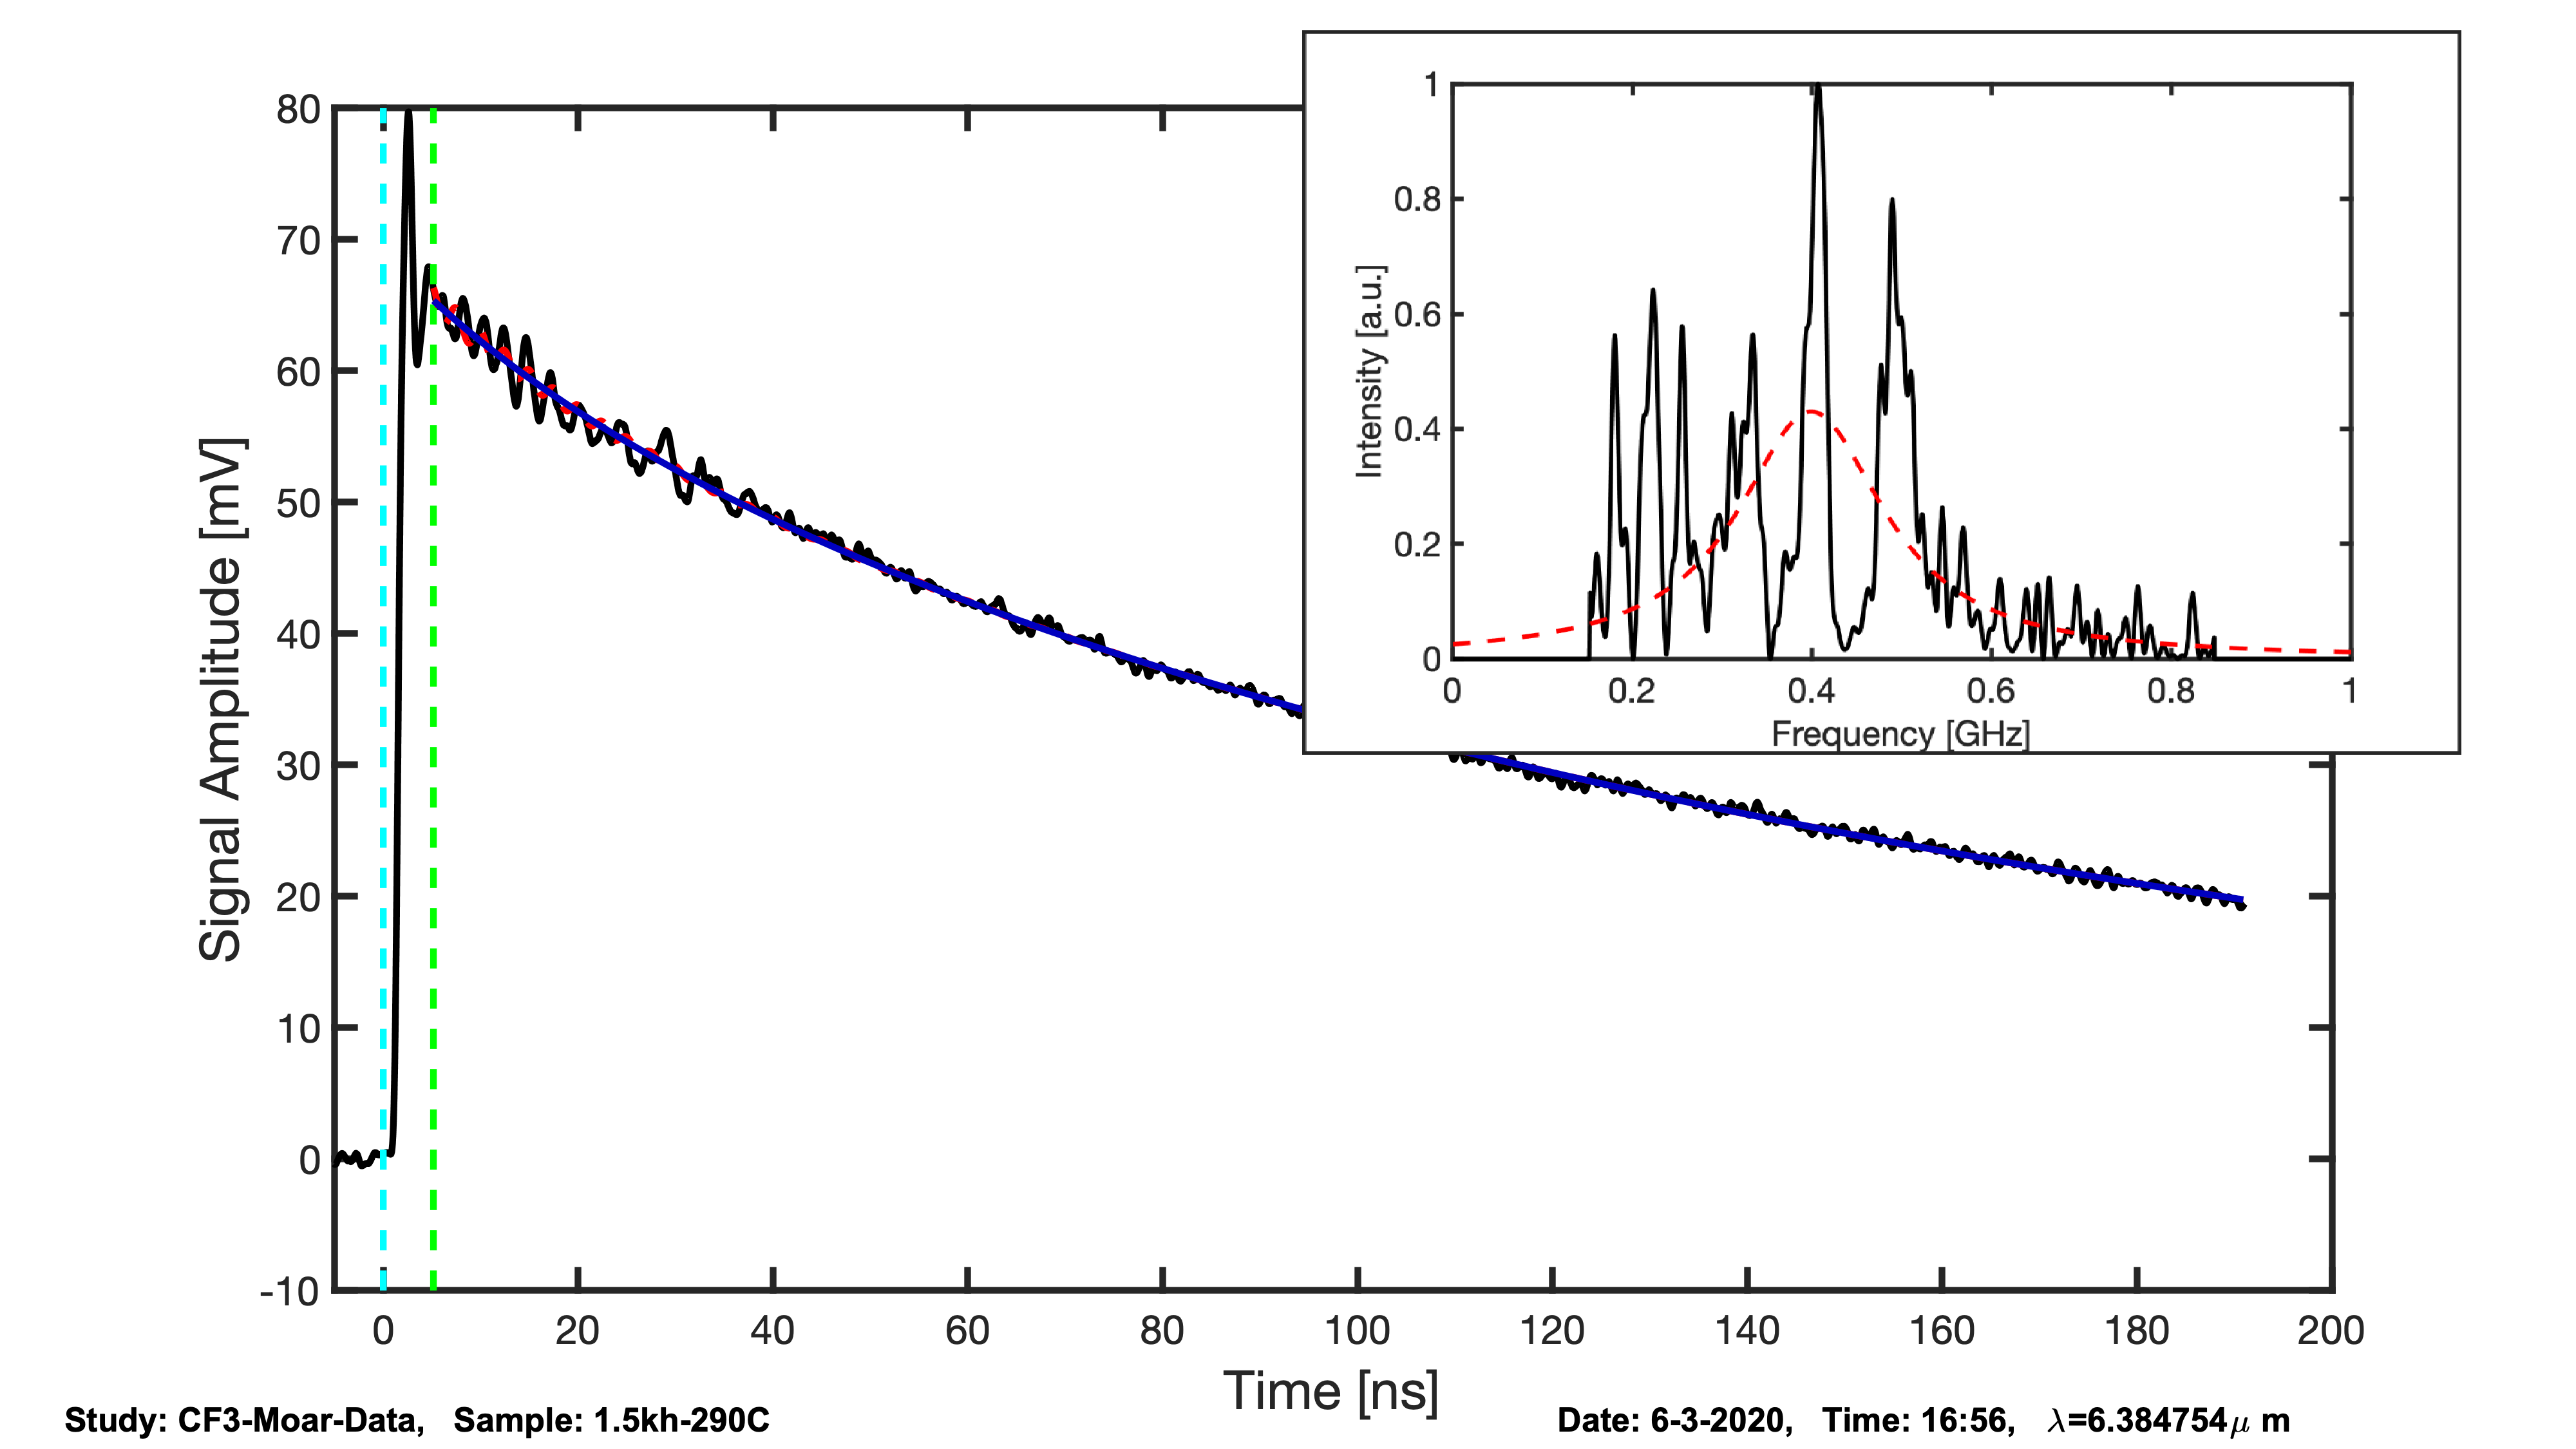 80
70
60
50
40
30
20
10
0
-10
Signal Amplitude [mV]
0 20 40 60 80 100 120 140 160 180 200
Time [ns]
1
0.8
0.6
0.4
0.2
0
Intensity [a.u.]
0 0.2 0.4 0.6 0.8 1
Frequency [GHz]
Study: CF3-Moar-Data, Sample: 1.5kh-290C
Date: 6-3-2020, Time: 16:56, λ=6.384754μ m